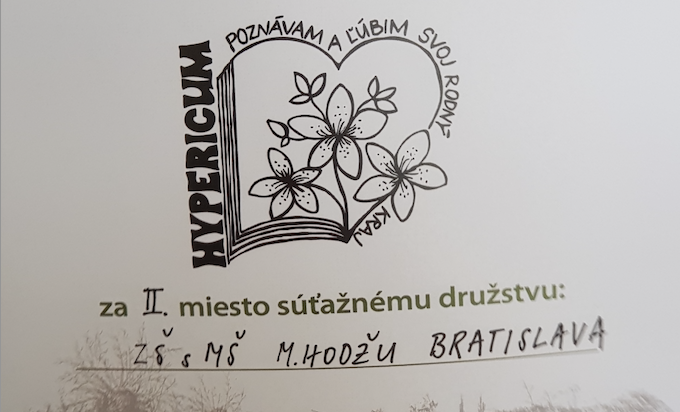 HYPERICUM
POZNÁVAM A ĽÚBIM SVOJ RODNÝ
KRAJ
za II. miesto súťažnému družstvu:
ZŠ s MŠ M.HODŽU BRATISLAVA